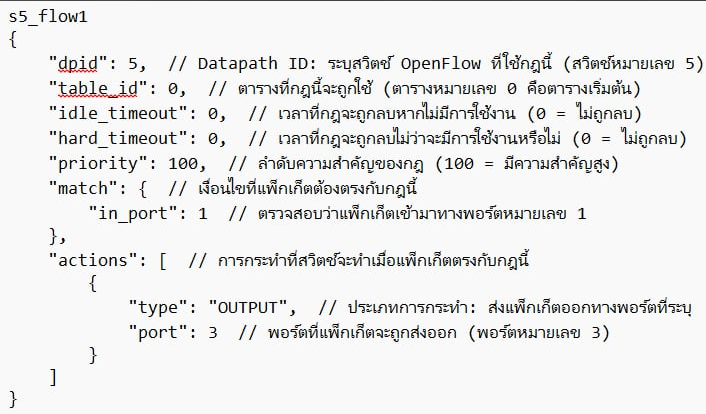 s5_flow1
{
    "dpid": 5,  // Datapath ID: ระบุสวิตช์ OpenFlow ที่ใช้กฎนี้ (สวิตช์หมายเลข 5)
    "table_id": 0,  // ตารางที่กฎนี้จะถูกใช้ (ตารางหมายเลข 0 คือตารางเริ่มต้น)
    "idle_timeout": 0,  // เวลาที่กฎจะถูกลบหากไม่มีการใช้งาน (0 = ไม่ถูกลบ)
    "hard_timeout": 0,  // เวลาที่กฎจะถูกลบไม่ว่าจะมีการใช้งานหรือไม่ (0 = ไม่ถูกลบ)
    "priority": 100,  // ลำดับความสำคัญของกฎ (100 = มีความสำคัญสูง)
    "match": {  // เงื่อนไขที่แพ็กเก็ตต้องตรงกับกฎนี้
        "in_port": 1  // ตรวจสอบว่าแพ็กเก็ตเข้ามาทางพอร์ตหมายเลข 1
    },
    "actions": [  // การกระทำที่สวิตช์จะทำเมื่อแพ็กเก็ตตรงกับกฎนี้
        {
            "type": "OUTPUT",  // ประเภทการกระทำ: ส่งแพ็กเก็ตออกทางพอร์ตที่ระบุ
            "port": 3  // พอร์ตที่แพ็กเก็ตจะถูกส่งออก (พอร์ตหมายเลข 3)
        }
    ]
}